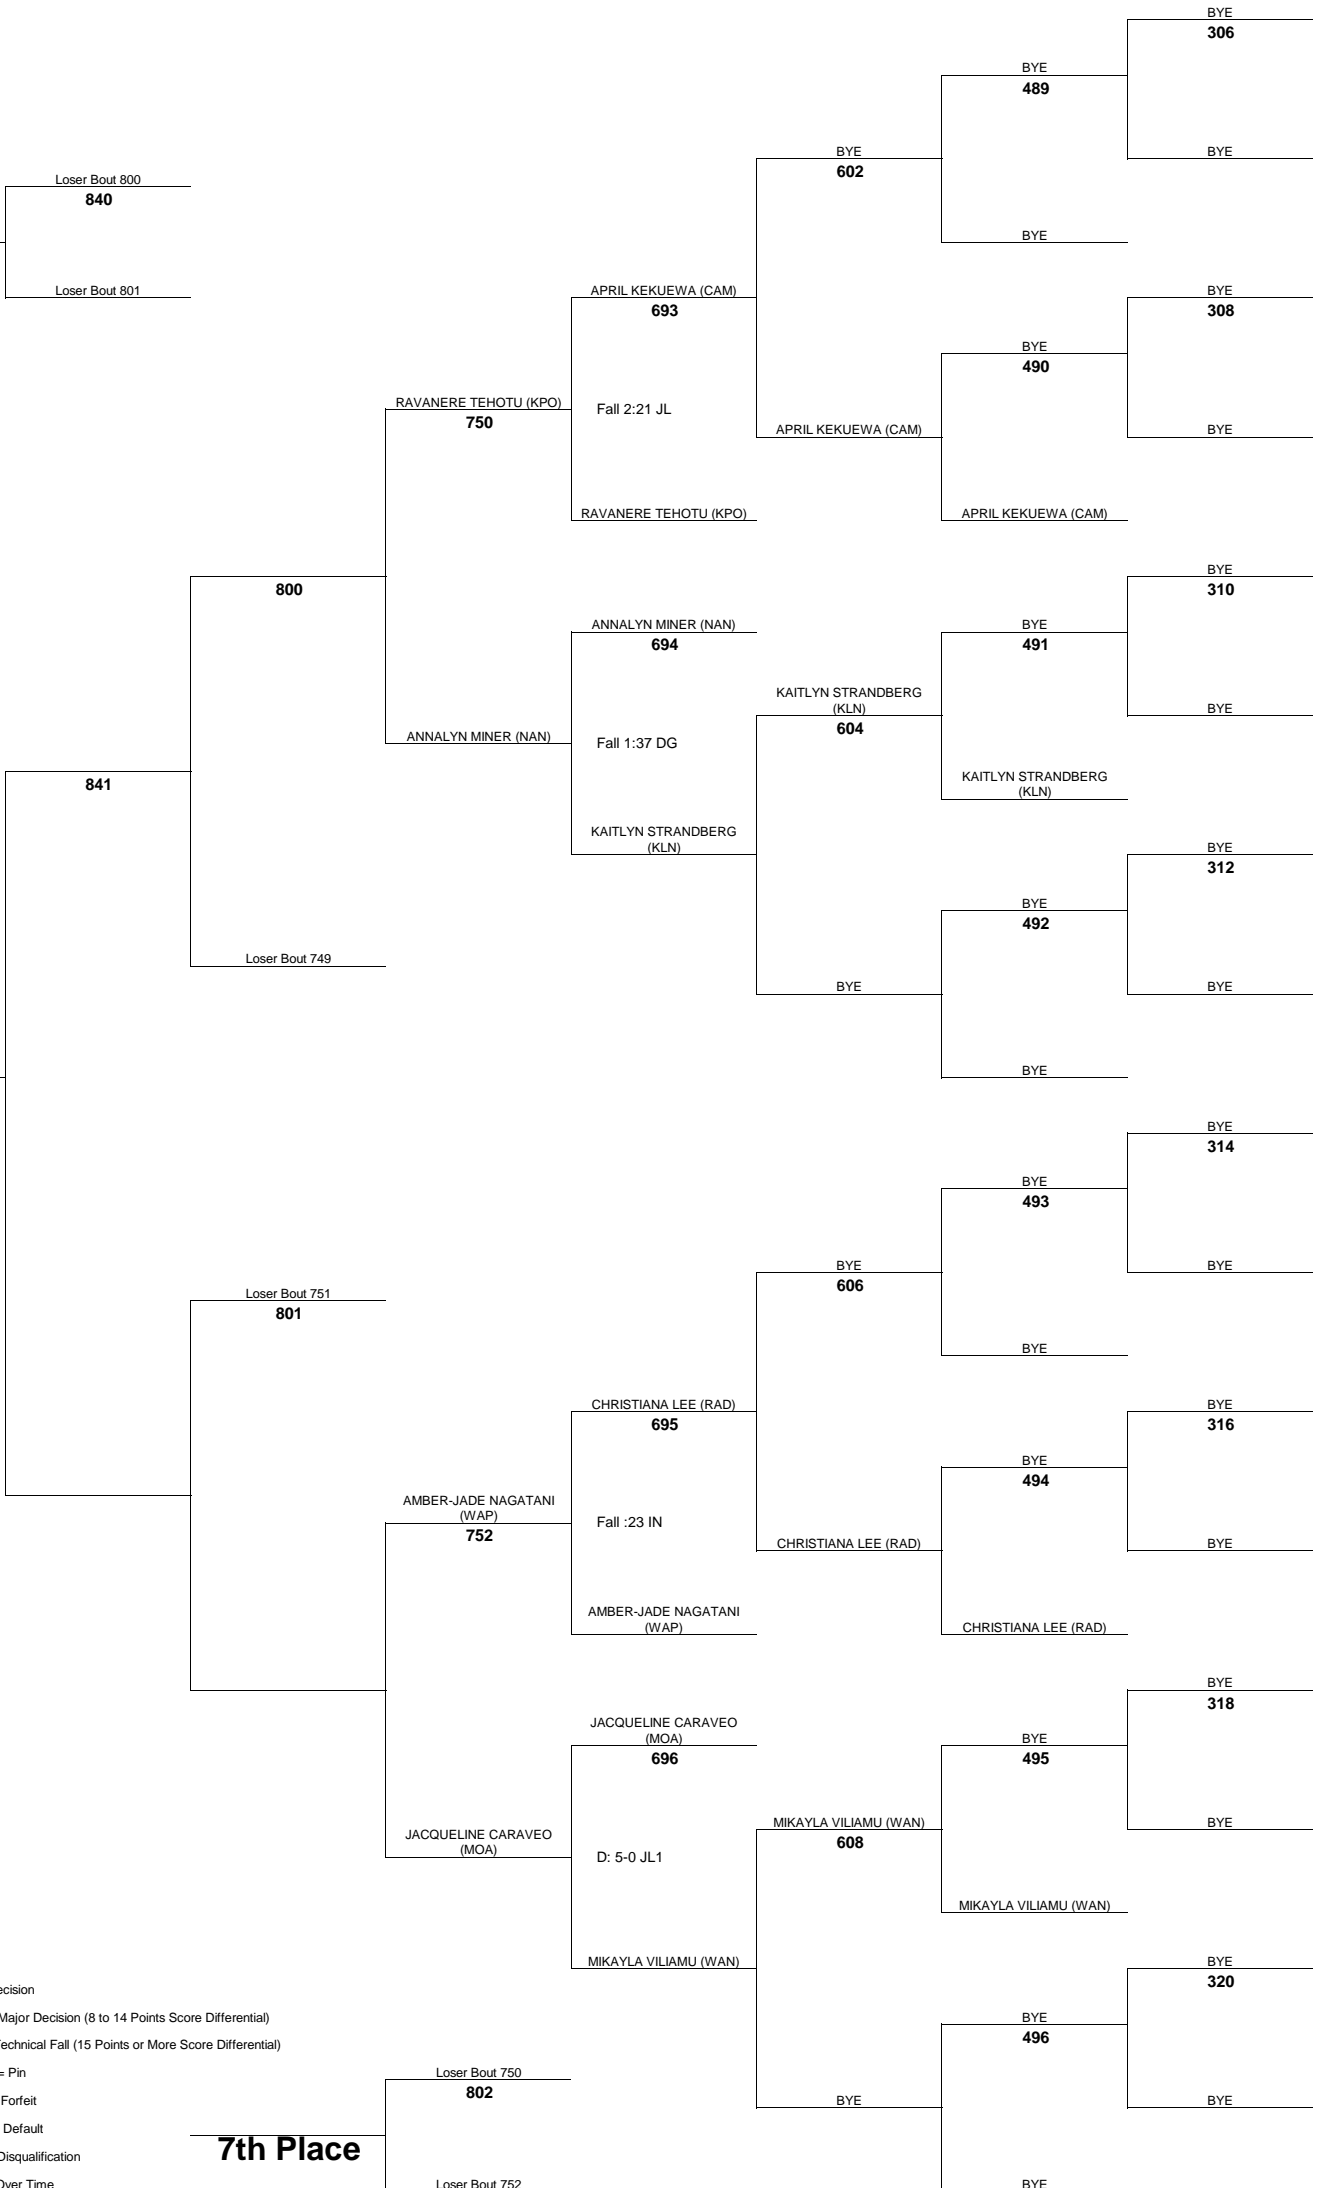 BYE
306
BYE
489
BYE
602
BYE
Loser Bout 800
840
BYE
Loser Bout 801
APRIL KEKUEWA (CAM)
693
BYE
308
BYE
490
RAVANERE TEHOTU (KPO)
750
Fall 2:21 JL
APRIL KEKUEWA (CAM)
BYE
RAVANERE TEHOTU (KPO)
APRIL KEKUEWA (CAM)
BYE
310
800
ANNALYN MINER (NAN)
694
BYE
491
KAITLYN STRANDBERG
(KLN)
604
BYE
ANNALYN MINER (NAN)
Fall 1:37 DG
841
KAITLYN STRANDBERG
(KLN)
KAITLYN STRANDBERG
(KLN)
BYE
312
BYE
492
Loser Bout 749
BYE
BYE
BYE
BYE
314
BYE
493
BYE
606
BYE
Loser Bout 751
801
BYE
CHRISTIANA LEE (RAD)
695
BYE
316
BYE
494
AMBER-JADE NAGATANI
(WAP)
752
Fall :23 IN
CHRISTIANA LEE (RAD)
BYE
AMBER-JADE NAGATANI
(WAP)
CHRISTIANA LEE (RAD)
BYE
318
JACQUELINE CARAVEO
(MOA)
696
BYE
495
MIKAYLA VILIAMU (WAN)
608
BYE
JACQUELINE CARAVEO
(MOA)
D: 5-0 JL1
MIKAYLA VILIAMU (WAN)
MIKAYLA VILIAMU (WAN)
BYE
320
ecision
Major Decision (8 to 14 Points Score Differential)
BYE
496
echnical Fall (15 Points or More Score Differential)
= Pin
Loser Bout 750
802
Forfeit
BYE
BYE
Default
7th Place
Disqualification
Over Time
Loser Bout 752
BYE